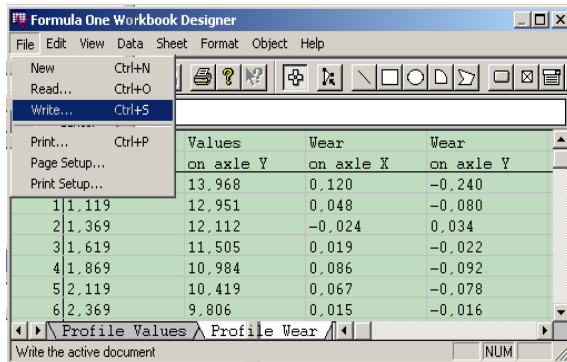 Formula One Workbook Designer
File Edit View Data Sheet Format Object Help
New Ctrl+N
Read... Ctrl+O
Write... Ctrl+S
Print... Ctrl+P
Page Setup...
Print Setup...
Values Wear Wear
on axle Y on axle X on axle Y
13,968 0,120 -0,240
1 1,119 12,951 0,048 -0,080
2 1,369 12,112 -0,024 0,034
3 1,619 11,505 0,019 -0,022
4 1,869 10,984 0,086 -0,092
5 2,119 10,419 0,067 -0,078
6 2,369 9,806 0,015 -0,016
Profile Values Profile Wear
Write the active document NUM